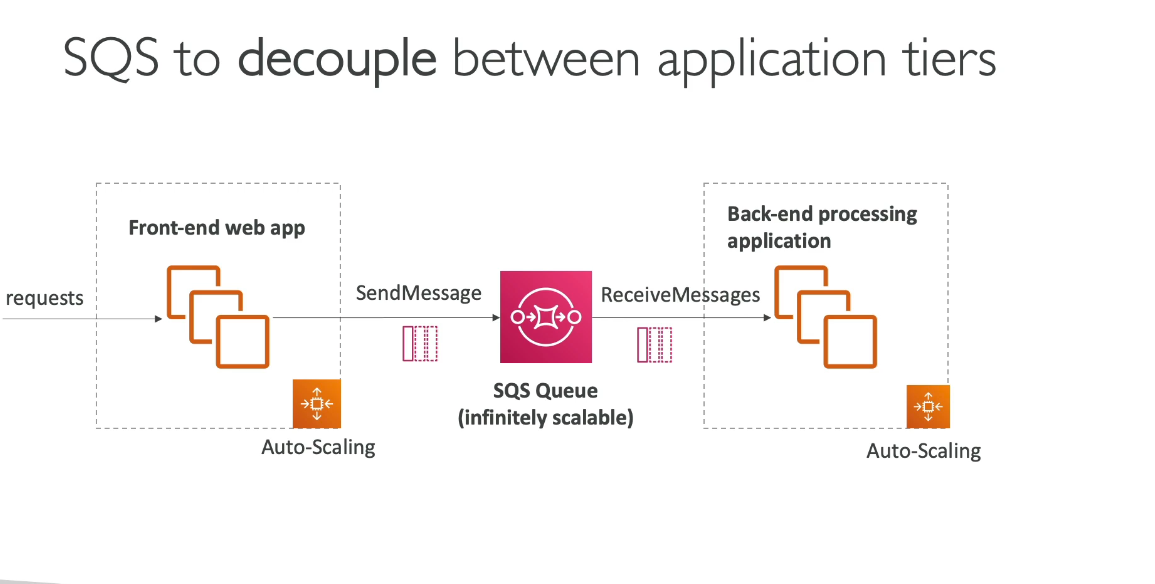 SQS to decouple between application tiers
Front-end web app
Back-end processing
application
requests
SendMessage
ReceiveMessages
SQS Queue
(infinitely scalable)
Auto-Scaling
Auto-Scaling